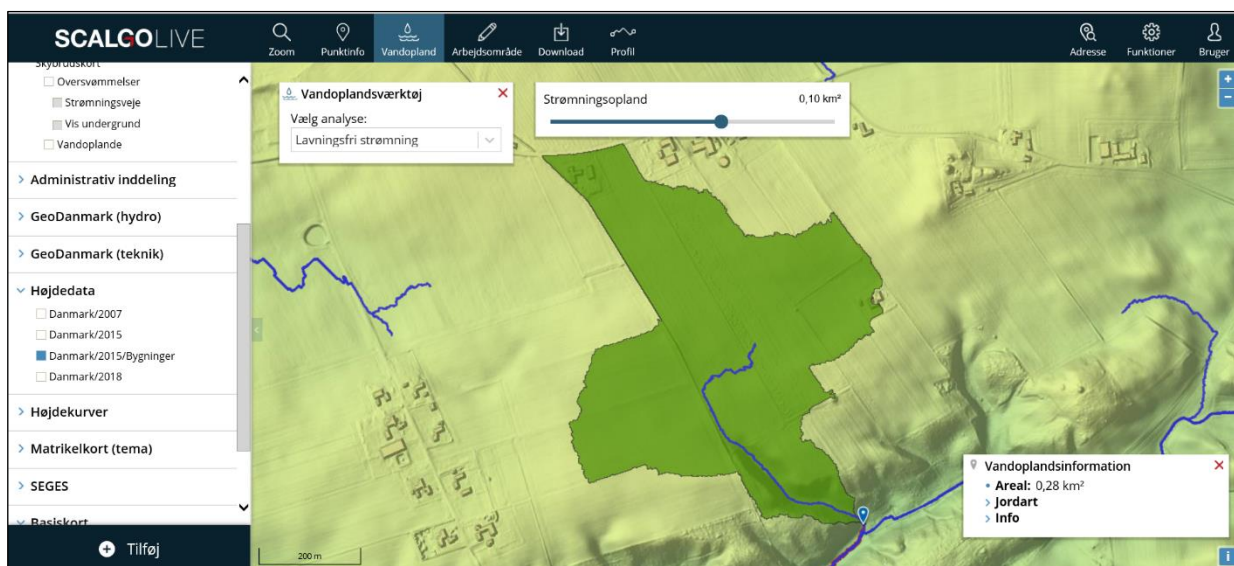 SCALGOLIVE
Zoom
Punktinfo
Vandopland
Arbejdsområde
Download
Profil
Adresse
Funktioner
Bruger
Skybrudskort
Oversvømmelser
Strømningsveje
Vis undergrund
Vandoplande
Administrativ inddeling
GeoDanmark (hydro)
GeoDanmark (teknik)
Højdedata
Danmark/2007
Danmark/2015
Danmark/2015/Bygninger
Danmark/2018
Højdekurver
Matrikelkort (tema)
SEGES
Basiskort
Tilføj
Vandoplandsværktøj
Vælg analyse:
Lavningsfri strømning
Strømningsopland 0,10 km²
Vandoplandsinformation
Areal: 0,28 km²
Jordart
Info
200 m